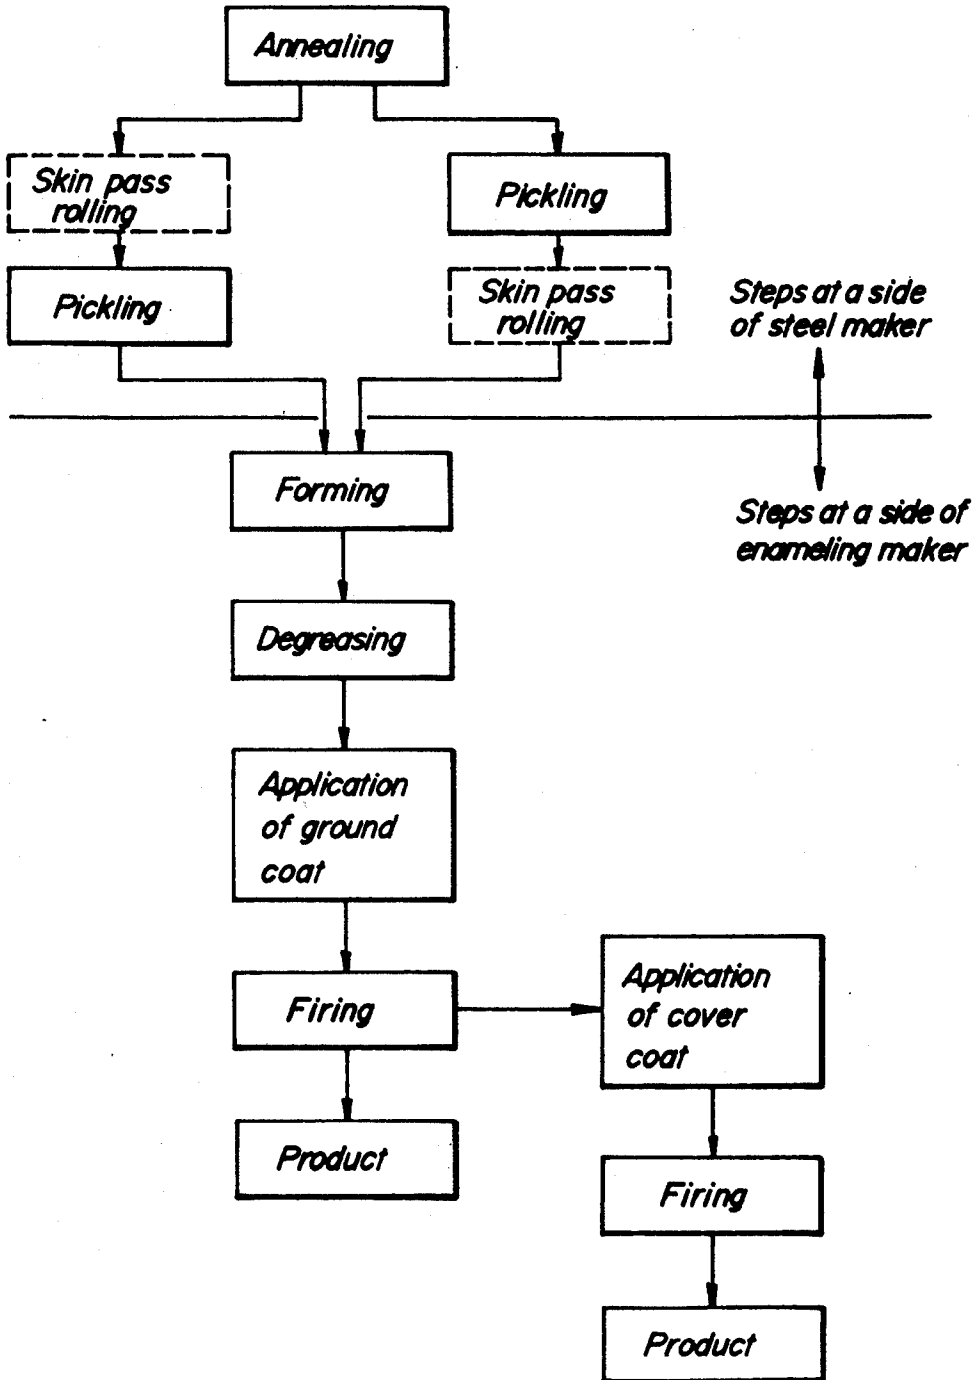 Annealing
Skin pass
rolling
Pickling
Pickling
Skin pass
rolling
Steps at a side
of steel maker
Forming
Steps at a side of
enameling maker
Degreasing
Application
of ground
coat
Firing
Application
of cover
coat
Product
Firing
Product